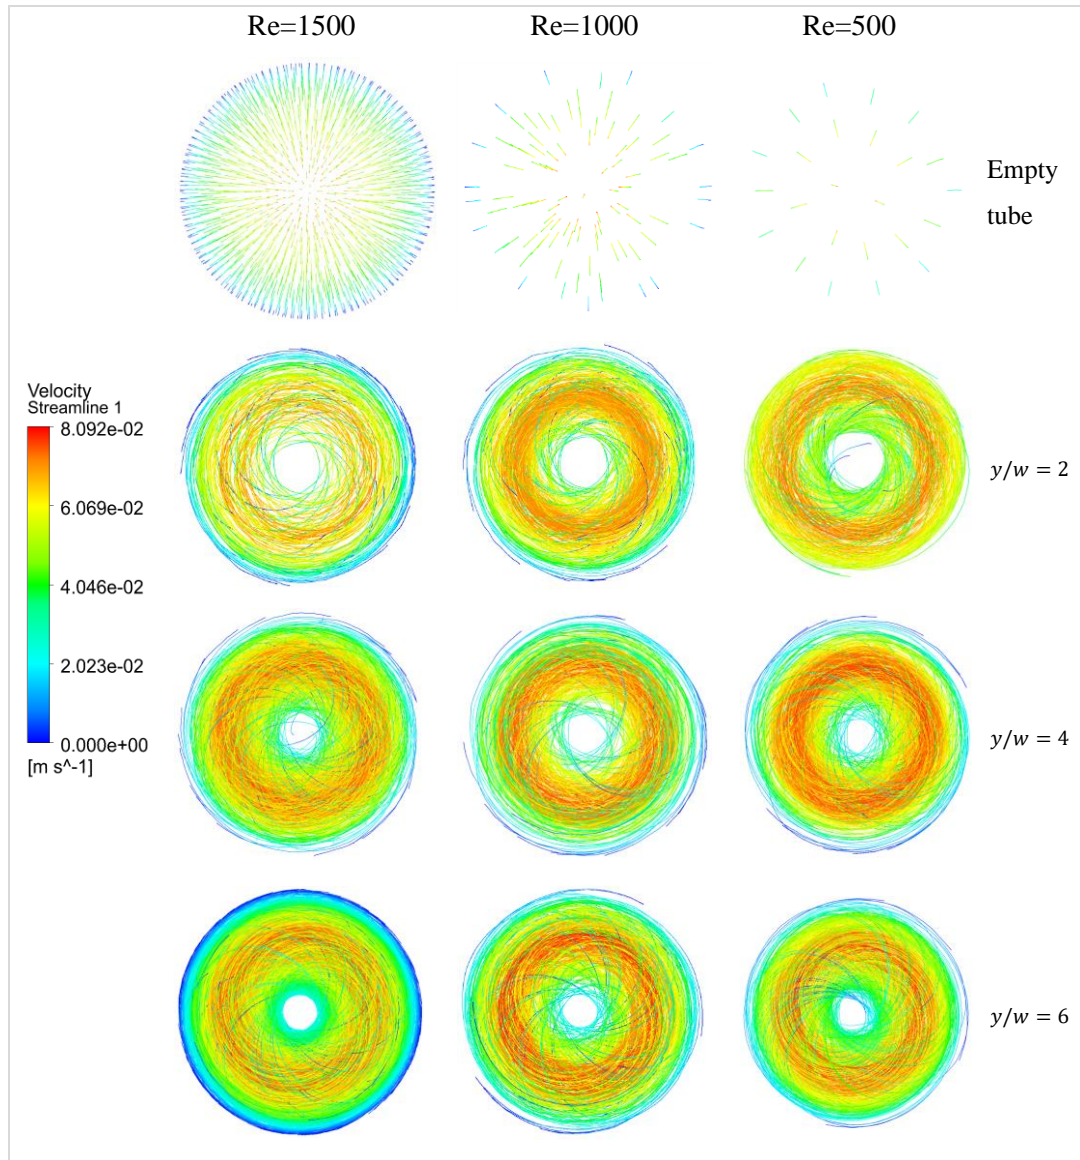 Re=1500 Re=1000 Re=500
Empty
tube
Velocity
Streamline 1
8.092e-02
6.069e-02
4.046e-02
2.023e-02
0.000e+00
[m s^-1]
y/w = 2
y/w = 4
y/w = 6